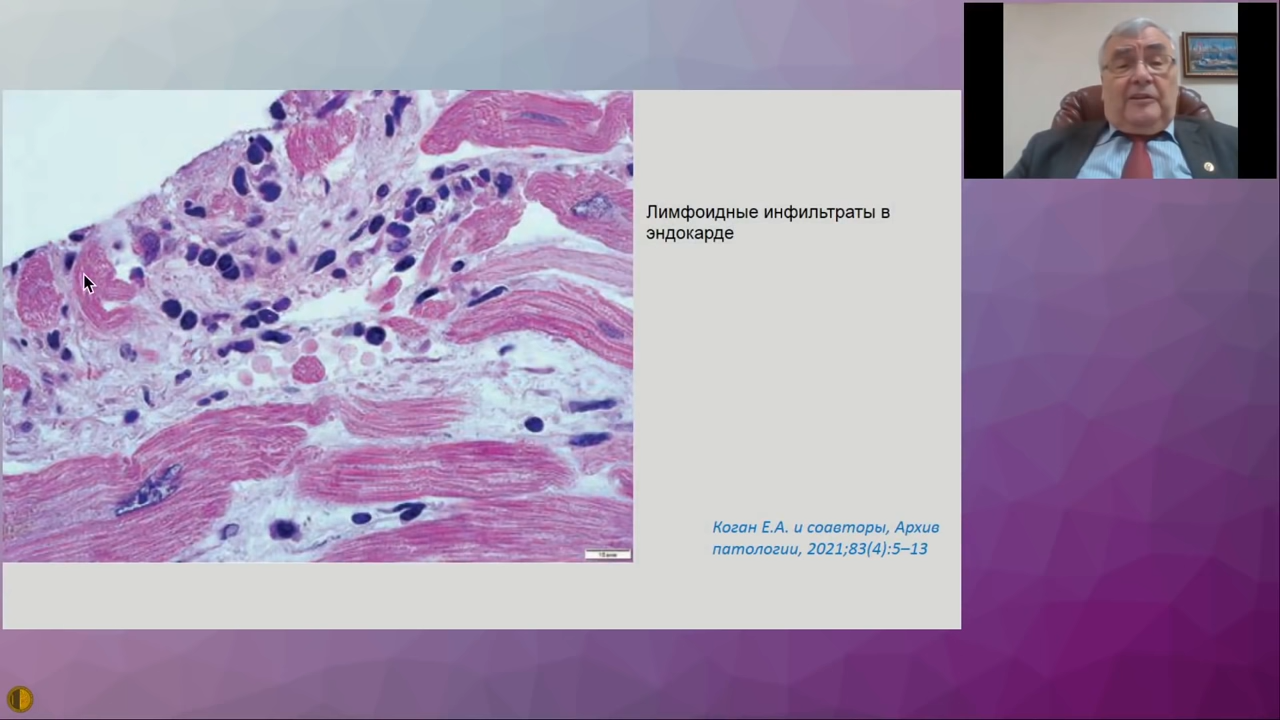 Лимфоидные инфильтраты в
эндокарде
Коган Е.А. и соавторы, Архив
патологии, 2021;83(4):5–13